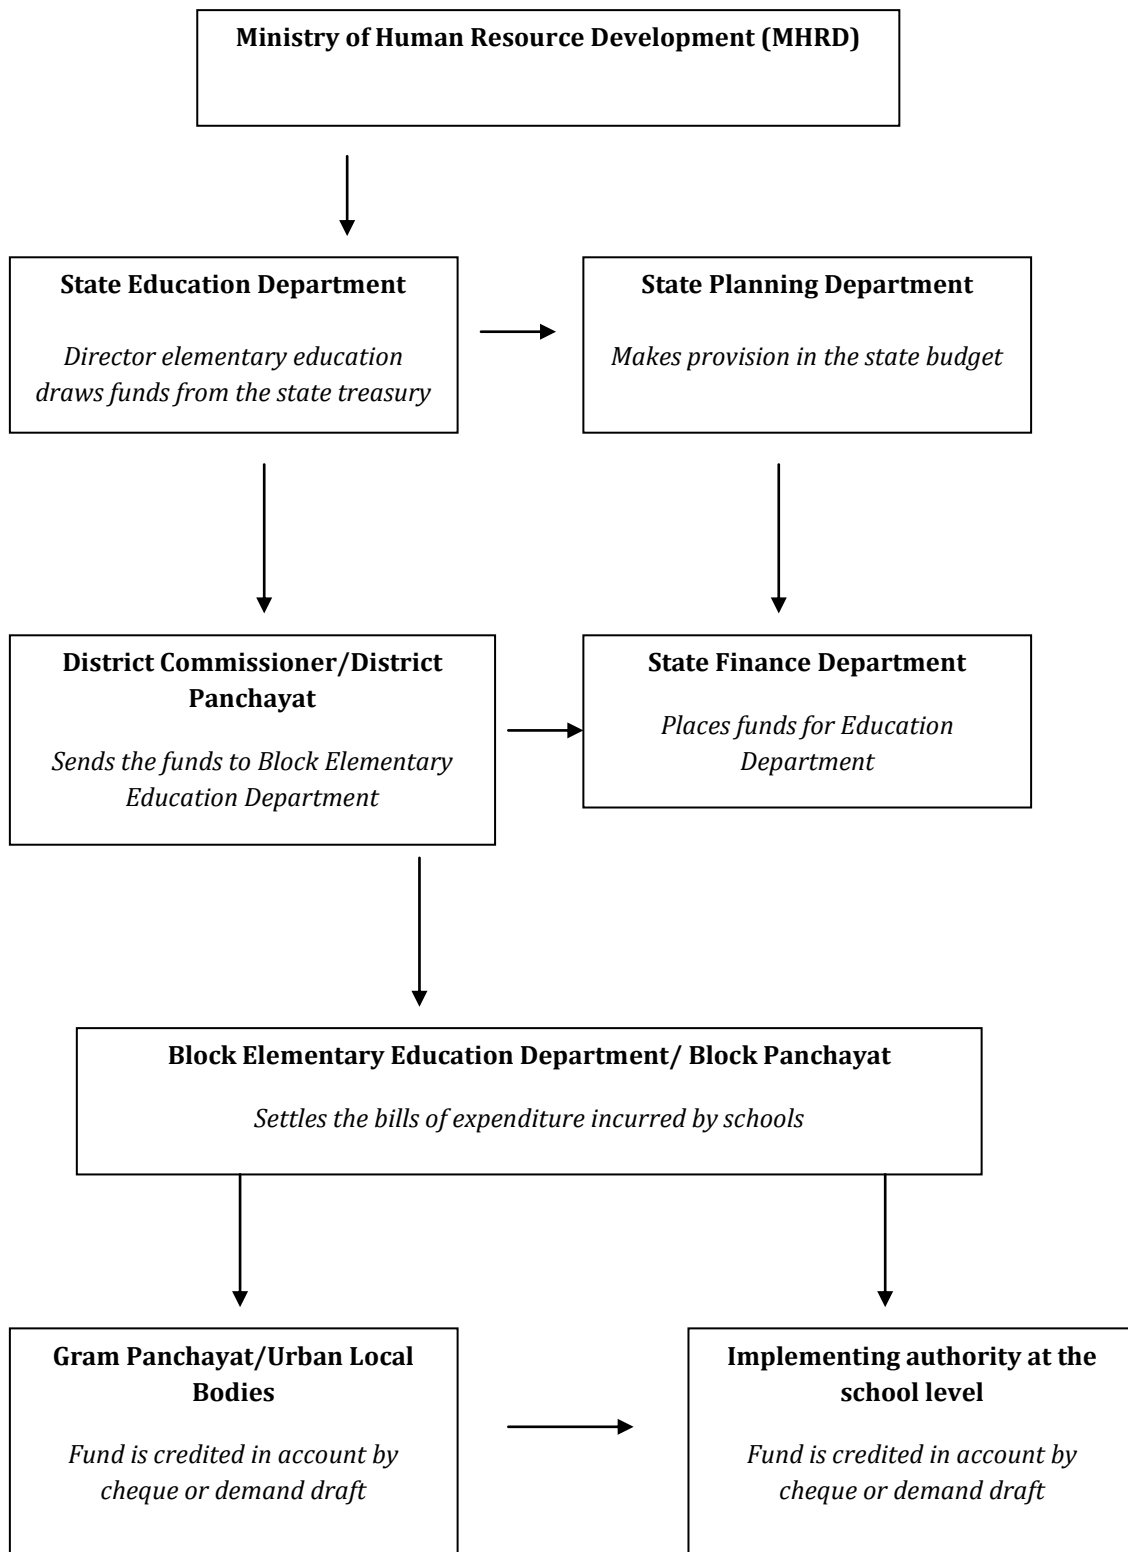 Ministry of Human Resource Development (MHRD)
State Education Department
Director elementary education
draws funds from the state treasury
State Planning Department
Makes provision in the state budget
District Commissioner/District
Panchayat
Sends the funds to Block Elementary
Education Department
State Finance Department
Places funds for Education
Department
Block Elementary Education Department/ Block Panchayat
Settles the bills of expenditure incurred by schools
Gram Panchayat/Urban Local
Bodies
Fund is credited in account by
cheque or demand draft
Implementing authority at the
school level
Fund is credited in account by
cheque or demand draft